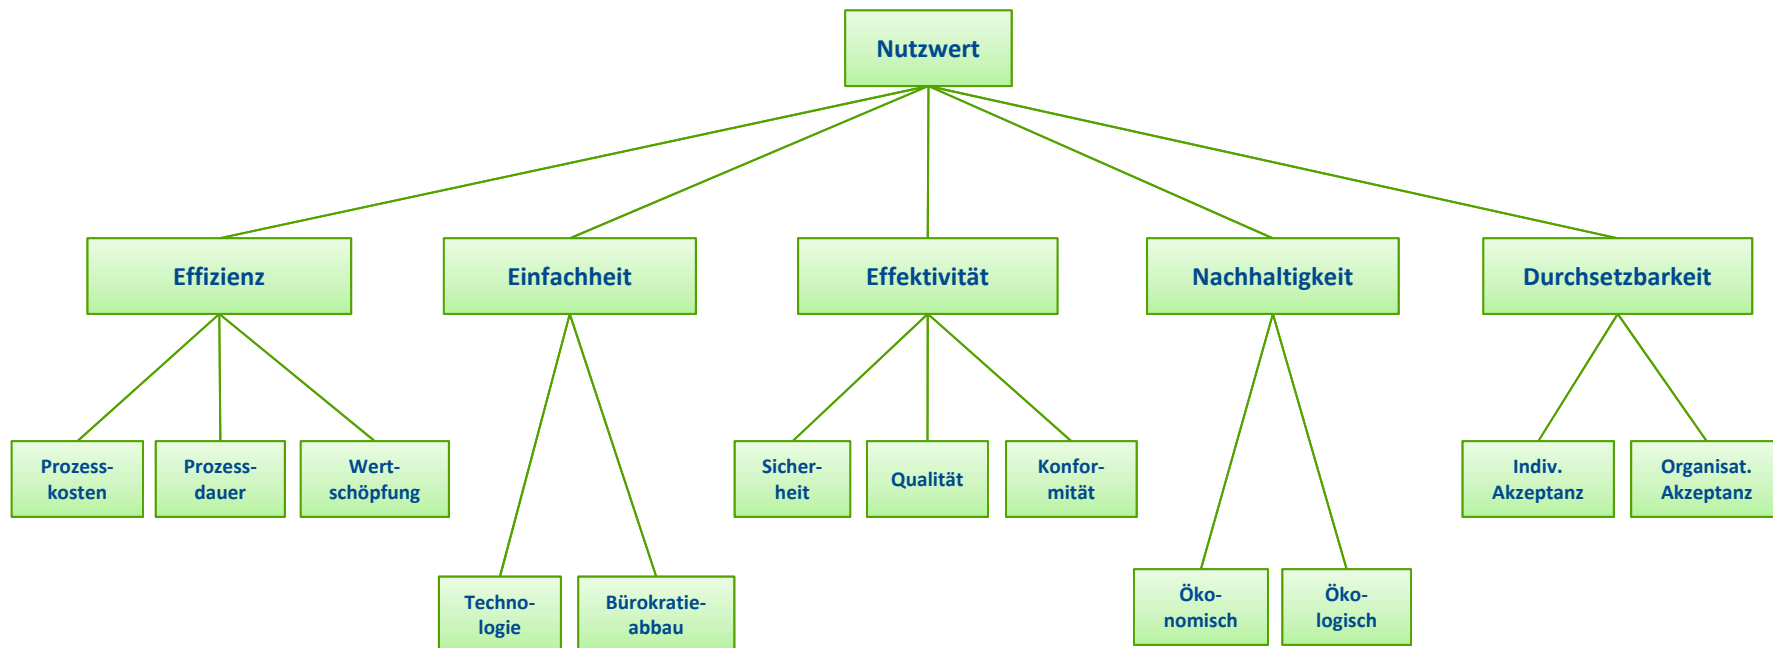 Nutzwert
Effizienz
Einfachheit
Effektivität
Nachhaltigkeit
Durchsetzbarkeit
Prozess-
kosten
Prozess-
dauer
Wert-
schöpfung
Sicher-
heit
Qualität
Konfor-
mität
Indiv.
Akzeptanz
Organisat.
Akzeptanz
Techno-
logie
Bürokratie-
abbau
Öko-
nomisch
Öko-
logisch